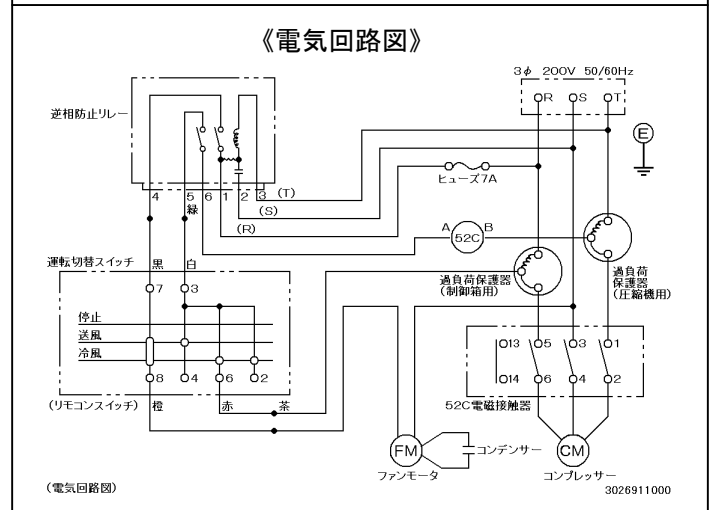 《電気回路図》
3φ 200V 50/60Hz
R S T
逆相防止リレー
E
ヒューズ7A
4 5 6 1 2 3 (T)
緑 (S)
(R)
A 52C B
運転切替スイッチ 黒 白
過負荷保護器
(制御箱用)
過負荷
保護器
(圧縮機用)
7 3
停止
送風
冷風
13 5 3 1
8 4 6 2
14 6 4 2
(リモコンスイッチ) 橙 赤 茶
52C電磁接触器
FM コンデンサー CM
ファンモータ コンプレッサー
(電気回路図) 3026911000